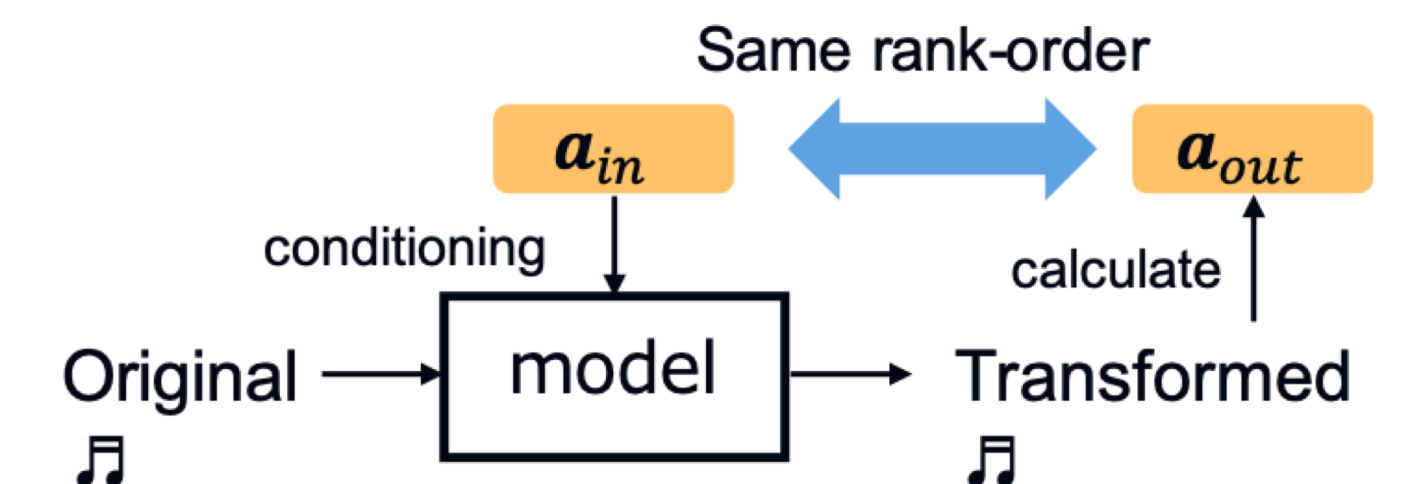 Same rank-order
a_in
a_out
conditioning
calculate
Original
model
Transformed